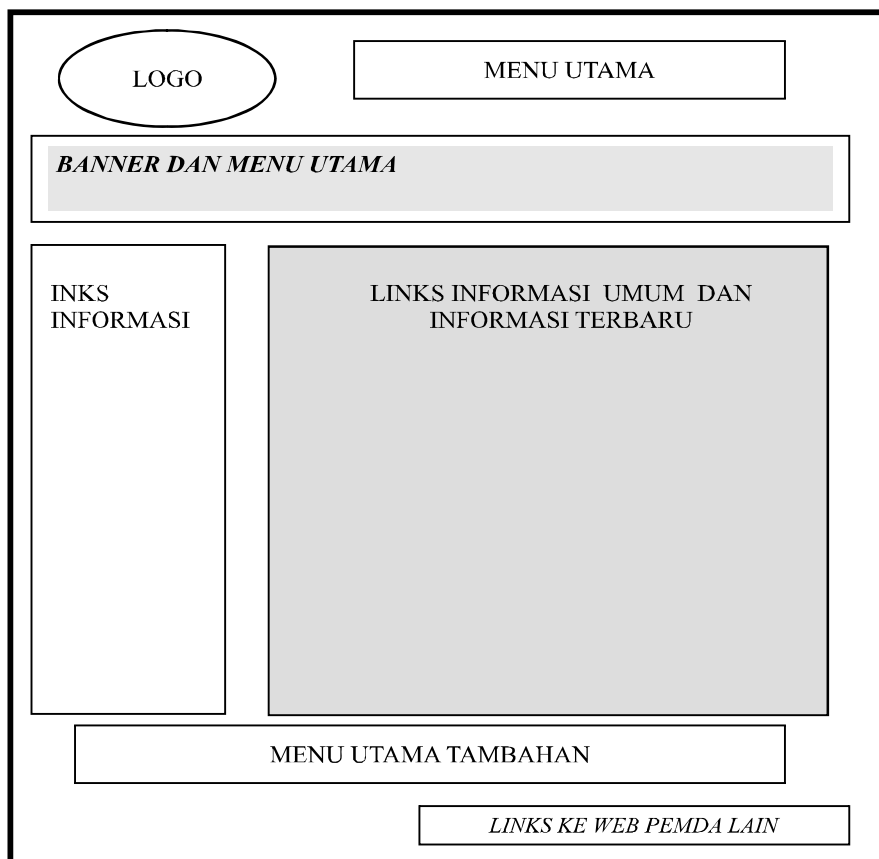 LOGO
MENU UTAMA
BANNER DAN MENU UTAMA
INKS
INFORMASI
LINKS INFORMASI UMUM DAN
INFORMASI TERBARU
MENU UTAMA TAMBAHAN
LINKS KE WEB PEMDA LAIN